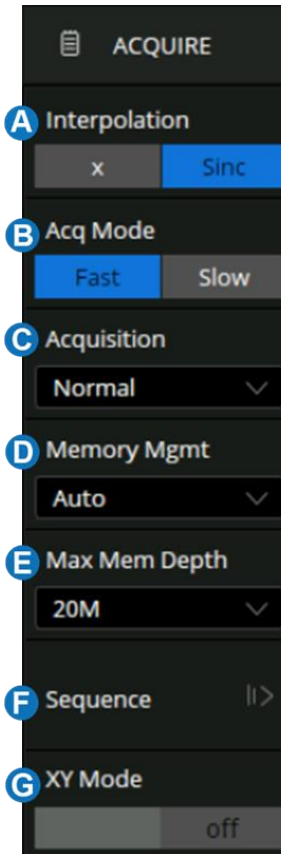 ACQUIRE
A Interpolation
x Sinc
B Acq Mode
Fast Slow
C Acquisition
Normal
D Memory Mgmt
Auto
E Max Mem Depth
20M
F Sequence
G XY Mode
off